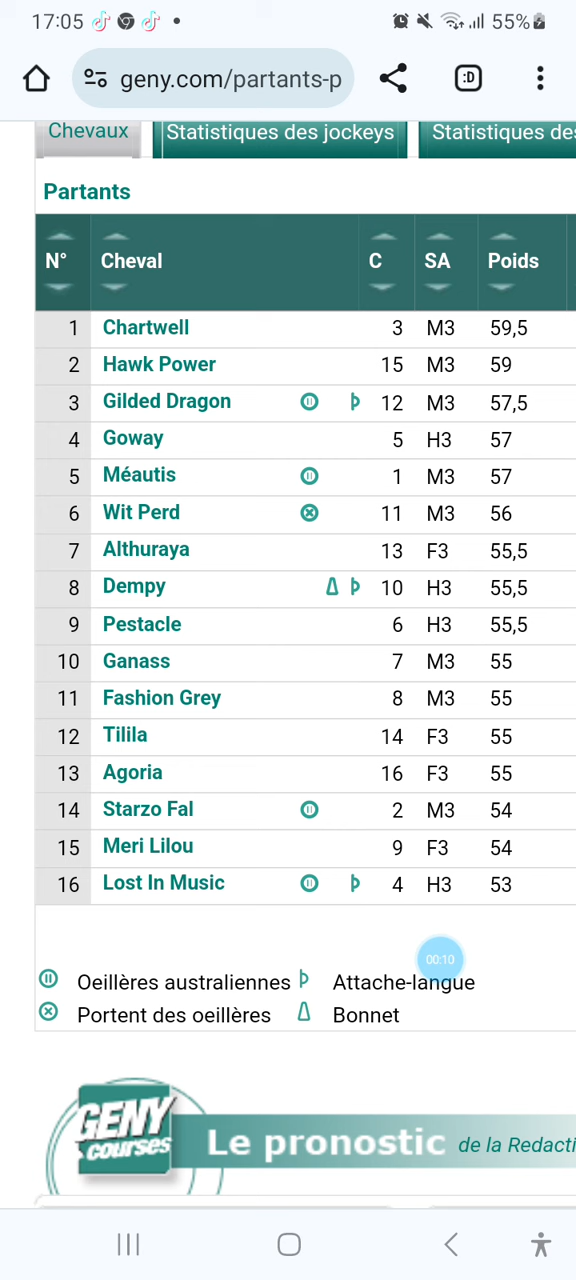 17:05 55%
geny.com/partants-p :D
Chevaux Statistiques des jockeys Statistiques des
Partants
N° Cheval C SA Poids
1 Chartwell 3 M3 59,5
2 Hawk Power 15 M3 59
3 Gilded Dragon 12 M3 57,5
4 Goway 5 H3 57
5 Méautis 1 M3 57
6 Wit Perd 11 M3 56
7 Althuraya 13 F3 55,5
8 Dempy 10 H3 55,5
9 Pestacle 6 H3 55,5
10 Ganass 7 M3 55
11 Fashion Grey 8 M3 55
12 Tilila 14 F3 55
13 Agoria 16 F3 55
14 Starzo Fal 2 M3 54
15 Meri Lilou 9 F3 54
16 Lost In Music 4 H3 53
00:10
Oeillères australiennes Attache-langue
Portent des oeillères Bonnet
GENY
courses
Le pronostic de la Redacti